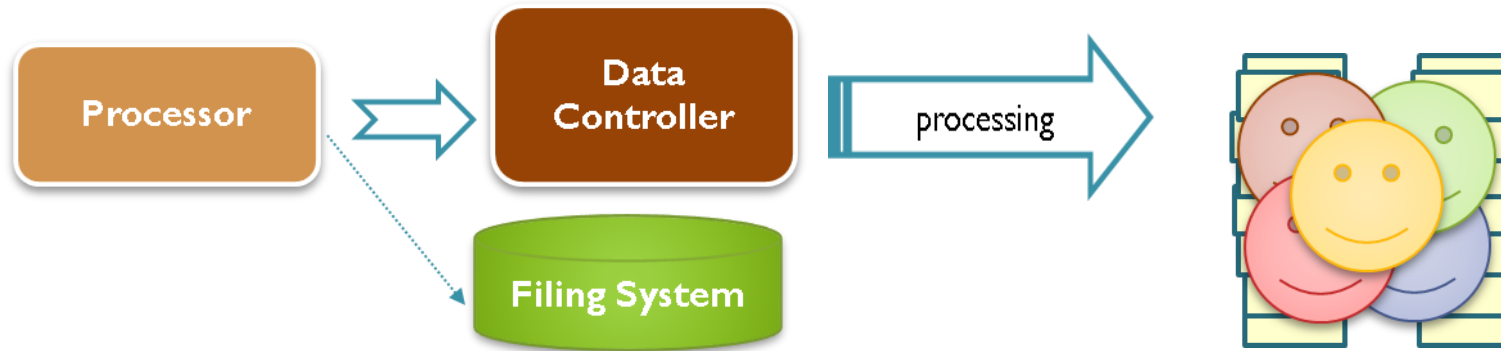 Processor
Data
Controller
processing
Filing System